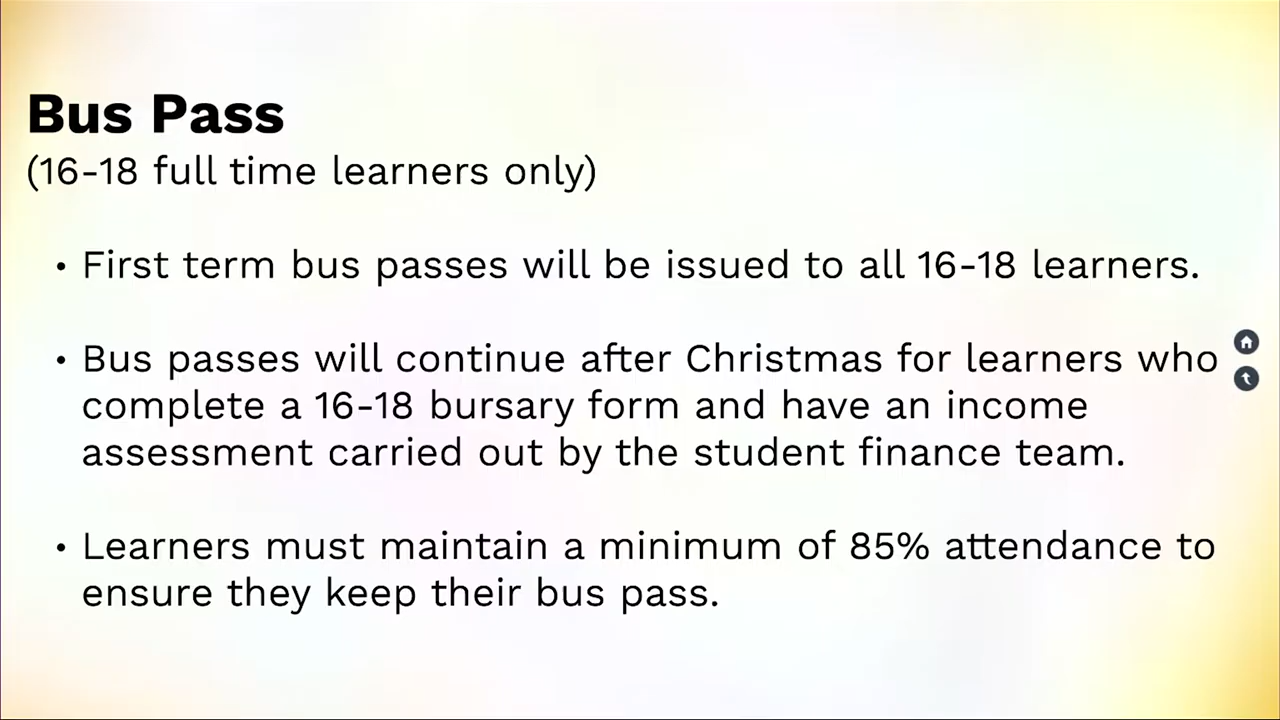 Bus Pass
(16-18 full time learners only)
• First term bus passes will be issued to all 16-18 learners.
• Bus passes will continue after Christmas for learners who
complete a 16-18 bursary form and have an income
assessment carried out by the student finance team.
• Learners must maintain a minimum of 85% attendance to
ensure they keep their bus pass.